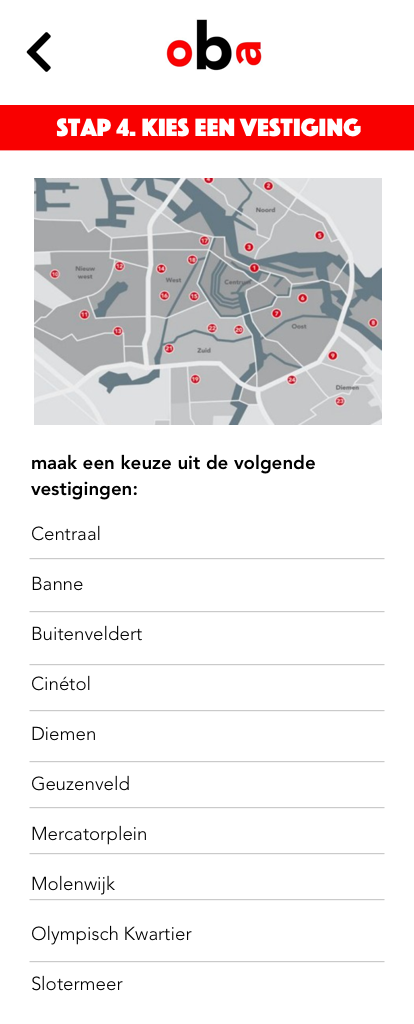 oba
STAP 4. KIES EEN VESTIGING
2
Noord
5
17
3
18
1
10
Nieuw
west
12
14
West
Centrum
16
15
6
11
7
13
22
20
Oost
8
21
Zuid
9
19
24
Diemen
23
maak een keuze uit de volgende
vestigingen:
Centraal
Banne
Buitenveldert
Cinétol
Diemen
Geuzenveld
Mercatorplein
Molenwijk
Olympisch Kwartier
Slotermeer